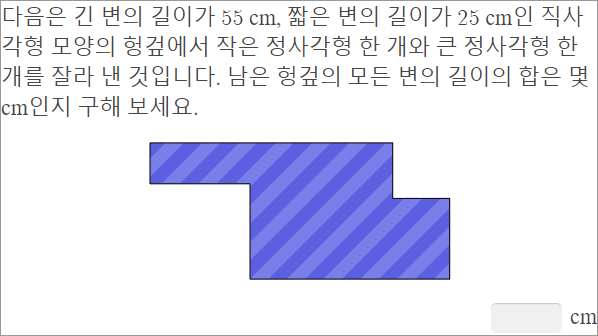 다음은 긴 변의 길이가 55 cm, 짧은 변의 길이가 25 cm인 직사
각형 모양의 헝겊에서 작은 정사각형 한 개와 큰 정사각형 한
개를 잘라 낸 것입니다. 남은 헝겊의 모든 변의 길이의 합은 몇
cm인지 구해 보세요.
cm